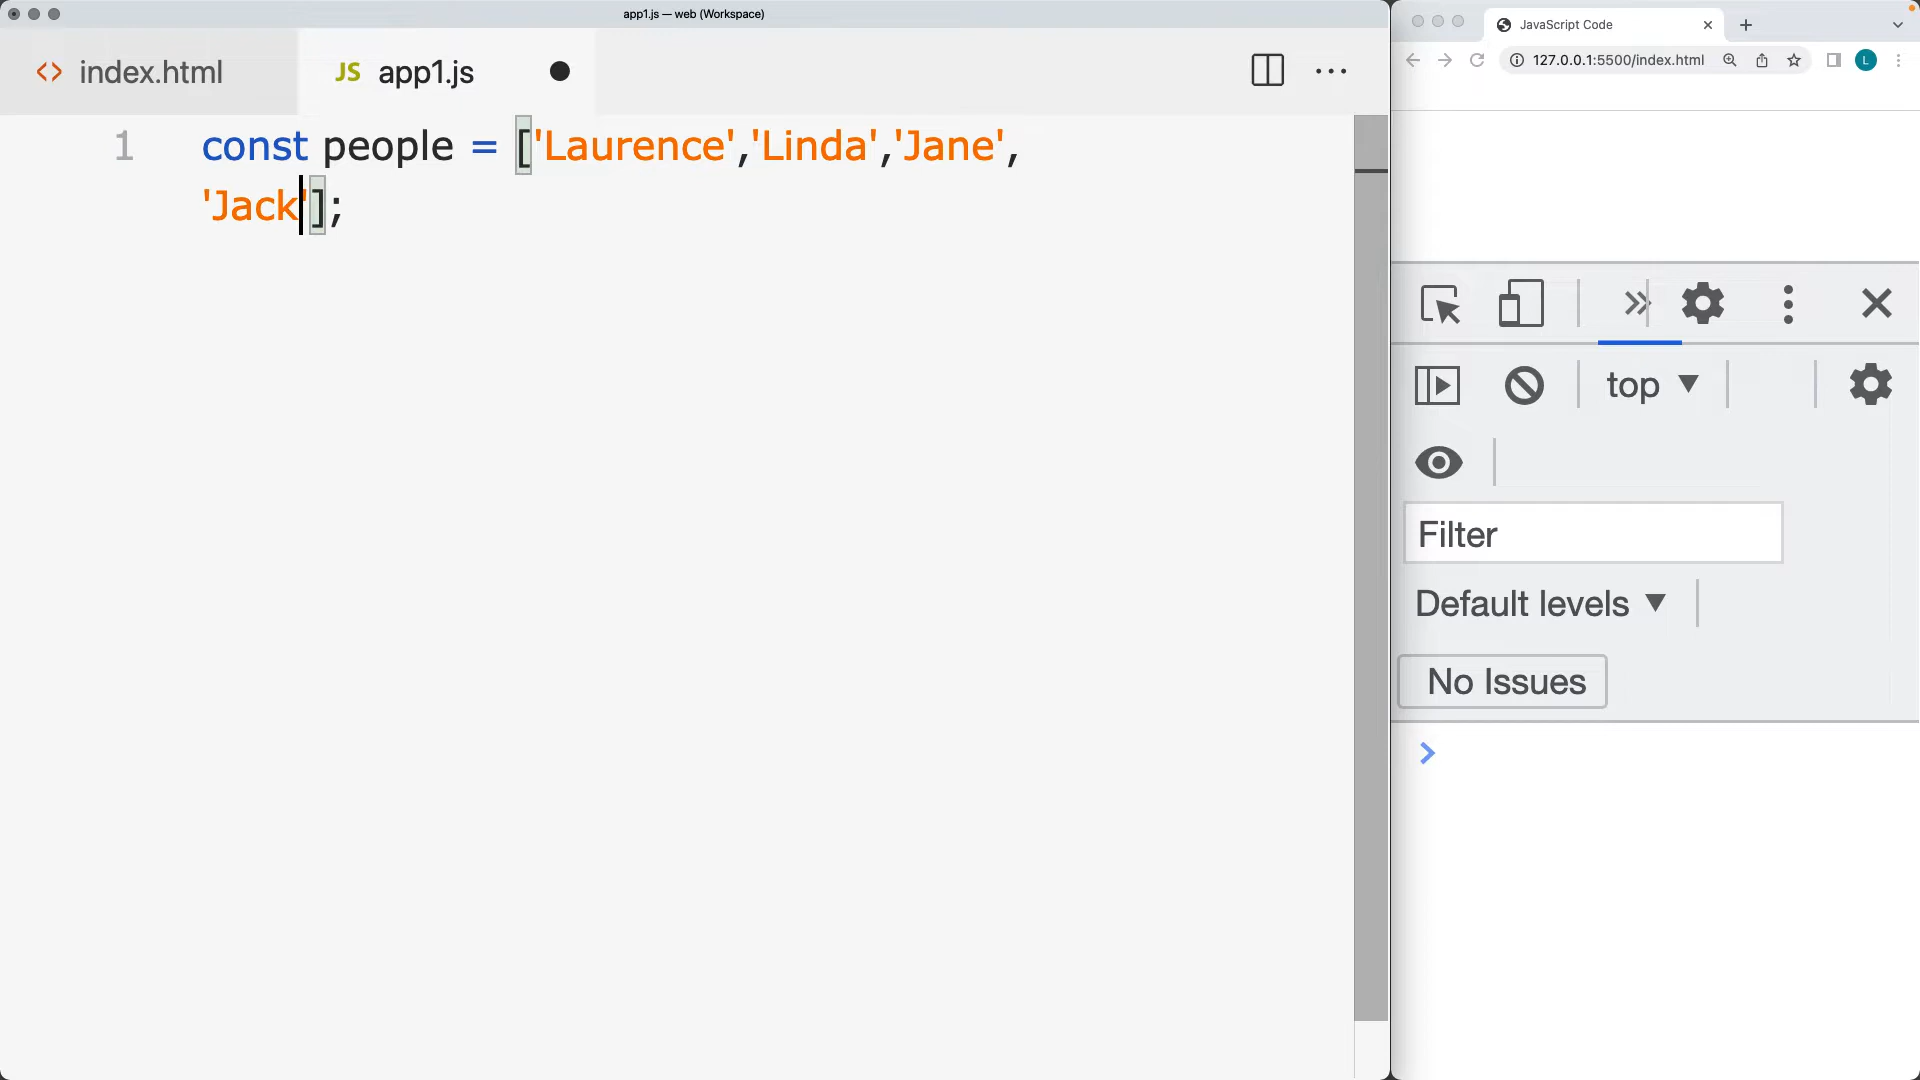 app1.js — web (Workspace)
<> index.html
JS app1.js
1 const people = ['Laurence','Linda','Jane',
'Jack'];
JavaScript Code
127.0.0.1:5500/index.html
L
top
Filter
Default levels
No Issues